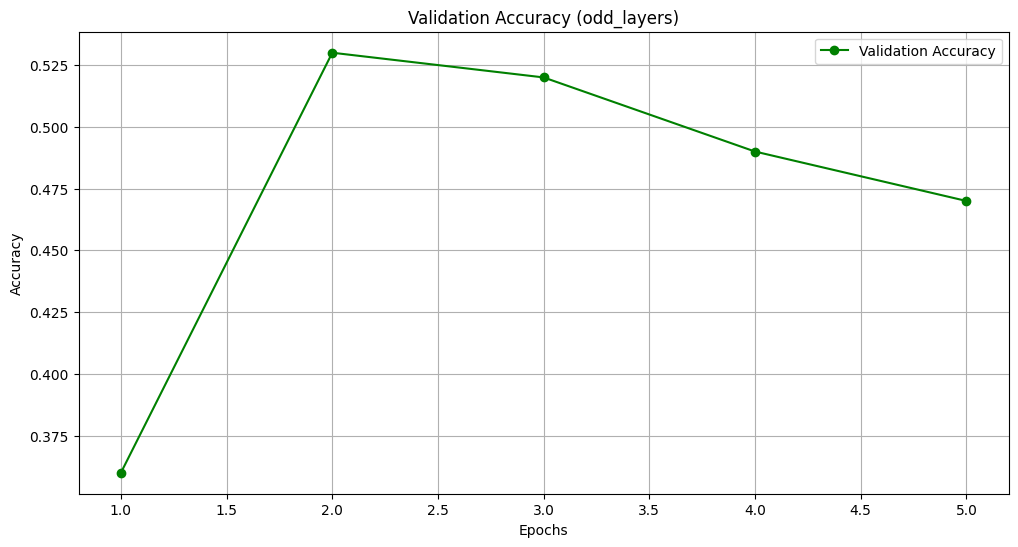 Validation Accuracy (odd_layers)
Validation Accuracy
0.525
0.500
0.475
0.450
0.425
0.400
0.375
Accuracy
1.0 1.5 2.0 2.5 3.0 3.5 4.0 4.5 5.0
Epochs